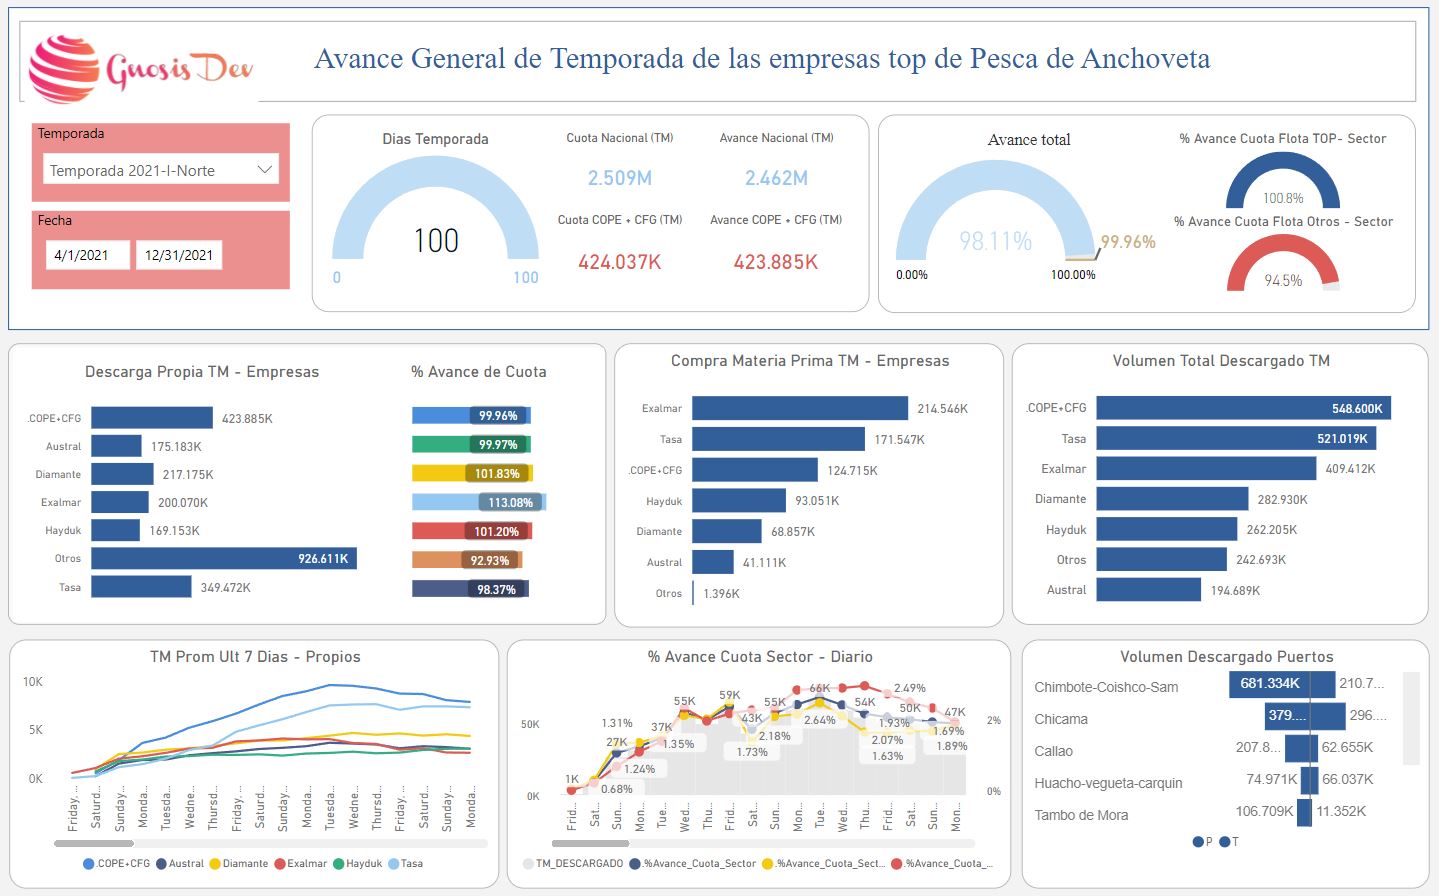 Gnosis Dev
Avance General de Temporada de las empresas top de Pesca de Anchoveta
Temporada
Temporada 2021-I-Norte
Fecha
4/1/2021 12/31/2021
Dias Temporada
100
0 100
Cuota Nacional (TM) Avance Nacional (TM)
2.509M 2.462M
Cuota COPE + CFG (TM) Avance COPE + CFG (TM)
424.037K 423.885K
Avance total
98.11%
99.96%
0.00% 100.00%
% Avance Cuota Flota TOP- Sector
100.8%
% Avance Cuota Flota Otros - Sector
94.5%
Descarga Propia TM - Empresas
.COPE+CFG 423.885K
Austral 175.183K
Diamante 217.175K
Exalmar 200.070K
Hayduk 169.153K
Otros 926.611K
Tasa 349.472K
% Avance de Cuota
99.96%
99.97%
101.83%
113.08%
101.20%
92.93%
98.37%
Compra Materia Prima TM - Empresas
Exalmar 214.546K
Tasa 171.547K
.COPE+CFG 124.715K
Hayduk 93.051K
Diamante 68.857K
Austral 41.111K
Otros 1.396K
Volumen Total Descargado TM
.COPE+CFG 548.600K
Tasa 521.019K
Exalmar 409.412K
Diamante 282.930K
Hayduk 262.205K
Otros 242.693K
Austral 194.689K
TM Prom Ult 7 Dias - Propios
10K
5K
0K
Friday, ... Saturd... Sunday... Monda... Tuesda... Wedne... Thursd... Friday, ... Saturd... Sunday... Monda... Tuesda... Wedne... Thursd... Friday, ... Saturd... Sunday... Monda...
.COPE+CFG Austral Diamante Exalmar Hayduk Tasa
% Avance Cuota Sector - Diario
50K
0K
2%
0%
1K 27K 37K 55K 59K 43K 55K 66K 54K 50K 47K
1.31% 2.49%
1.35% 2.64% 1.93% 1.69%
1.24% 1.73% 2.18% 2.07% 1.89%
0.68% 1.63%
Frid... Sat... Sun... Mon... Tue... Wed... Thu... Frid... Sat... Sun... Mon... Tue... Wed... Thu... Frid... Sat... Sun... Mon...
TM_DESCARGADO .%Avance_Cuota_Sector .%Avance_Cuota_Sect... .%Avance_Cuota_...
Volumen Descargado Puertos
Chimbote-Coishco-Sam 681.334K 210.7...
Chicama 379.... 296....
Callao 207.8... 62.655K
Huacho-vegueta-carquin 74.971K 66.037K
Tambo de Mora 106.709K 11.352K
P T